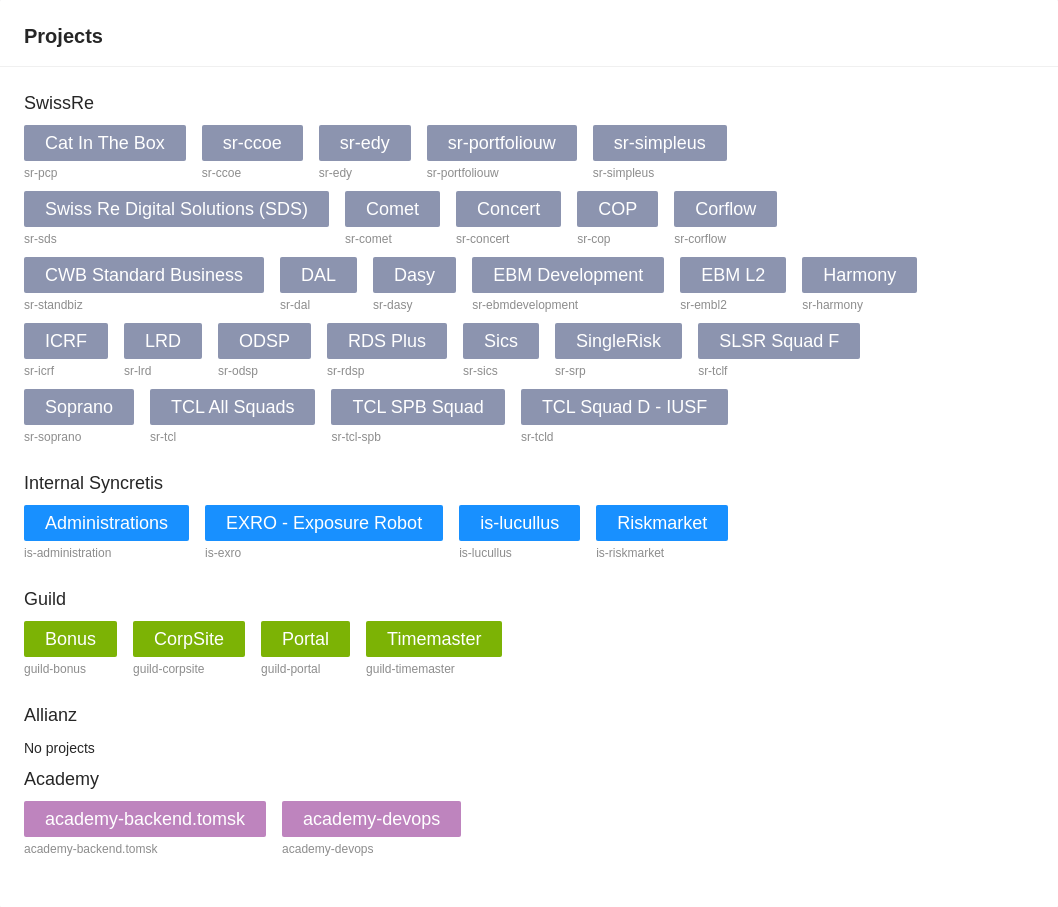 Projects
SwissRe
Cat In The Box sr-ccoe sr-edy sr-portfoliouw sr-simpleus
sr-pcp sr-ccoe sr-edy sr-portfoliouw sr-simpleus
Swiss Re Digital Solutions (SDS) Comet Concert COP Corflow
sr-sds sr-comet sr-concert sr-cop sr-corflow
CWB Standard Business DAL Dasy EBM Development EBM L2 Harmony
sr-standbiz sr-dal sr-dasy sr-ebmdevelopment sr-embl2 sr-harmony
ICRF LRD ODSP RDS Plus Sics SingleRisk SLSR Squad F
sr-icrf sr-lrd sr-odsp sr-rdsp sr-sics sr-srp sr-tclf
Soprano TCL All Squads TCL SPB Squad TCL Squad D - IUSF
sr-soprano sr-tcl sr-tcl-spb sr-tcld
Internal Syncretis
Administrations EXRO - Exposure Robot is-lucullus Riskmarket
is-administration is-exro is-lucullus is-riskmarket
Guild
Bonus CorpSite Portal Timemaster
guild-bonus guild-corpsite guild-portal guild-timemaster
Allianz
No projects
Academy
academy-backend.tomsk academy-devops
academy-backend.tomsk academy-devops